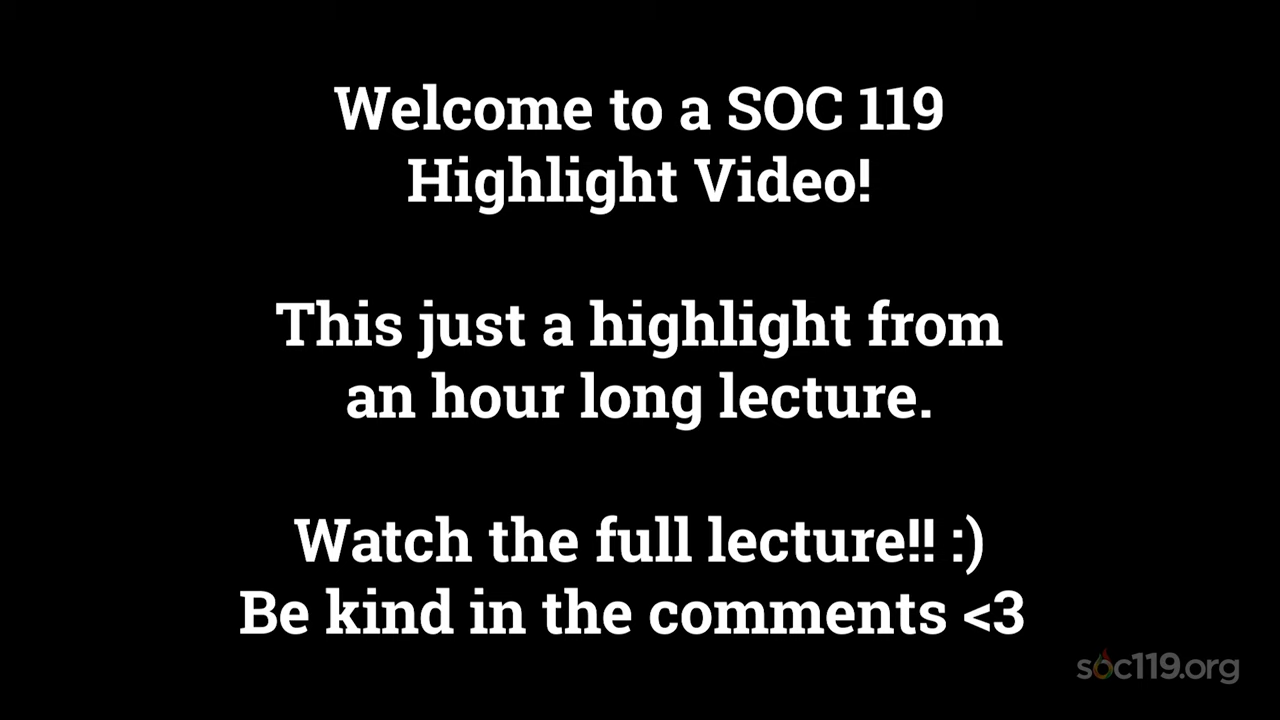 Welcome to a SOC 119
Highlight Video!
This just a highlight from
an hour long lecture.
Watch the full lecture!! :)
Be kind in the comments <3
soc119.org